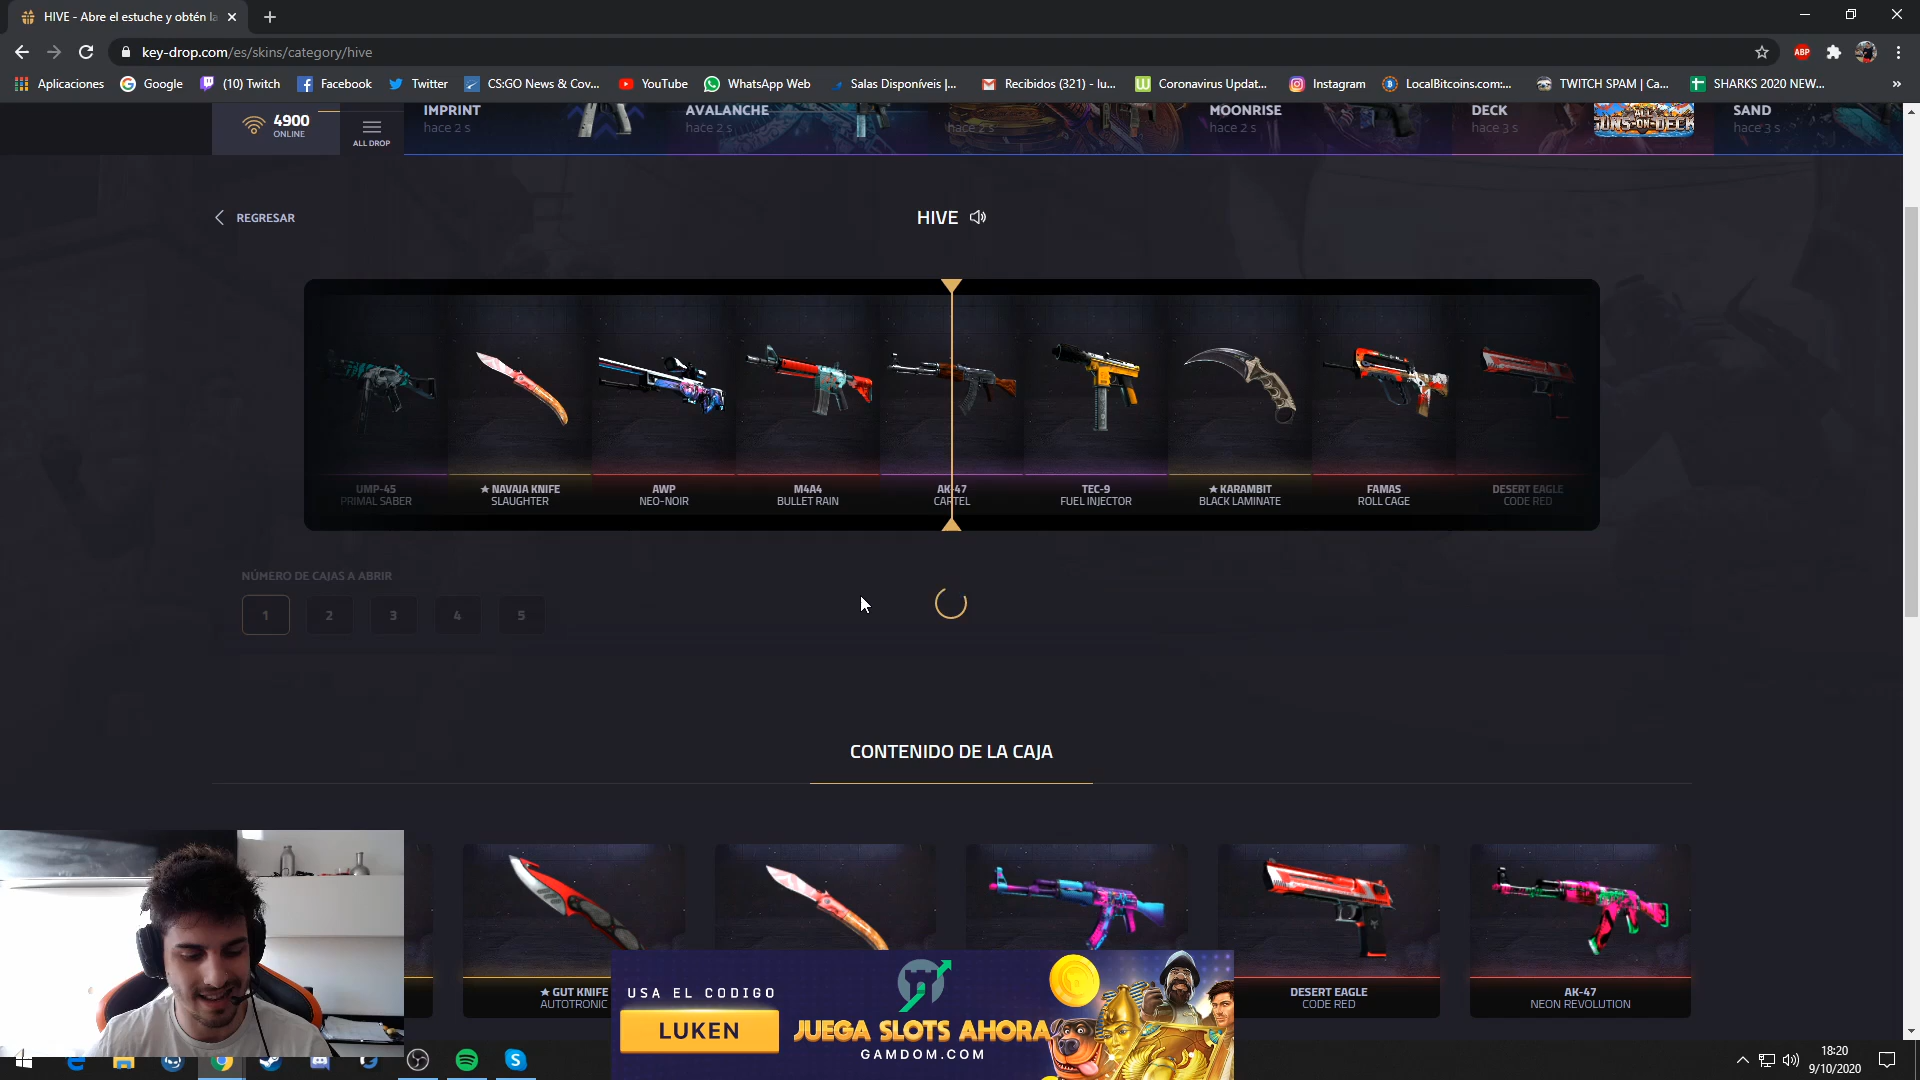 HIVE - Abre el estuche y obtén la
key-drop.com/es/skins/category/hive
ABP
Aplicaciones Google (10) Twitch Facebook Twitter CS:GO News & Cov... YouTube WhatsApp Web Salas Disponíveis |... Recibidos (321) - lu... Coronavirus Updat... Instagram LocalBitcoins.com:... TWITCH SPAM | Ca... SHARKS 2020 NEW... »
4900
ONLINE
ALL DROP
IMPRINT
hace 2 s
AVALANCHE
hace 2 s
hace 2 s
MOONRISE
hace 2 s
DECK
hace 3 s
SAND
hace 3 s
REGRESAR
HIVE
UMP-45
PRIMAL SABER
★ NAVAJA KNIFE
SLAUGHTER
AWP
NEO-NOIR
M4A4
BULLET RAIN
AK-47
CARTEL
TEC-9
FUEL INJECTOR
★ KARAMBIT
BLACK LAMINATE
FAMAS
ROLL CAGE
DESERT EAGLE
CODE RED
NÚMERO DE CAJAS A ABRIR
1 2 3 4 5
CONTENIDO DE LA CAJA
★ GUT KNIFE
AUTOTRONIC
DESERT EAGLE
CODE RED
AK-47
NEON REVOLUTION
USA EL CODIGO
LUKEN
JUEGA SLOTS AHORA
GAMDOM.COM
18:20
9/10/2020